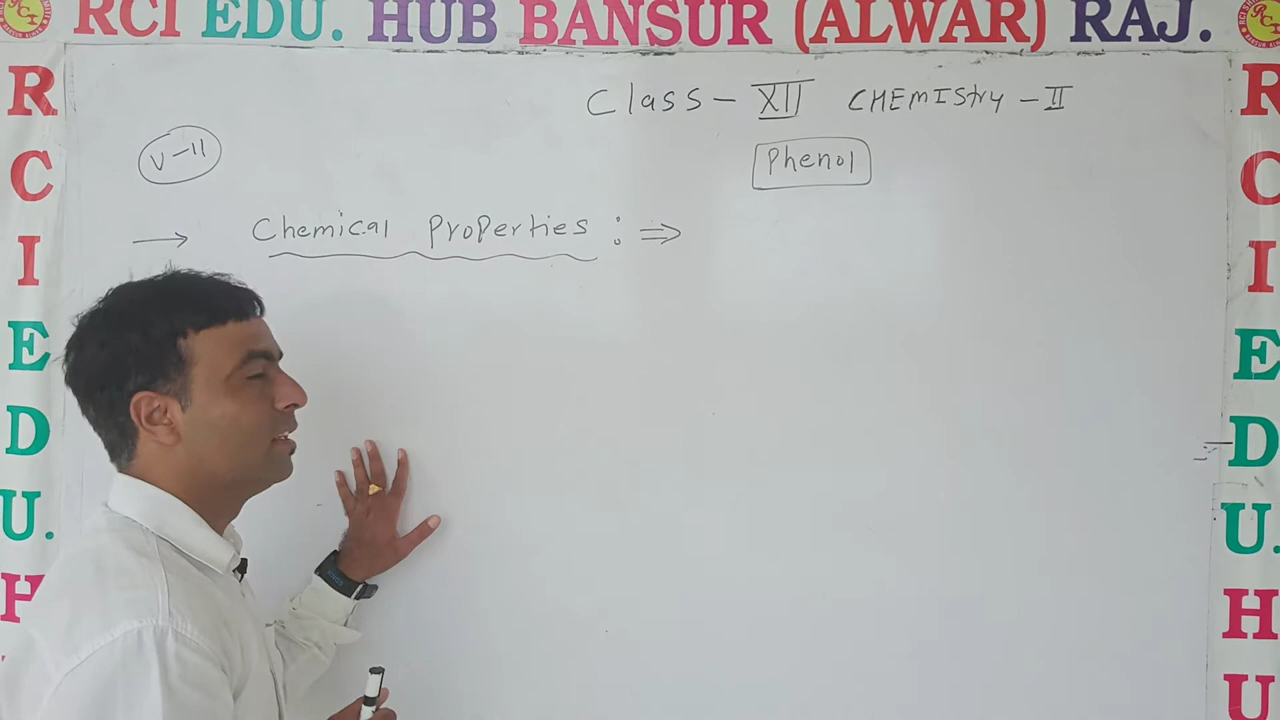 RCI EDU. HUB BANSUR (ALWAR) RAJ.
Class - XII CHEMIStry - II
V-11
Phenol
→ Chemical Properties :⇒
R
C
I
E
D
U.
H
R
C
I
E
D
U.
H
U